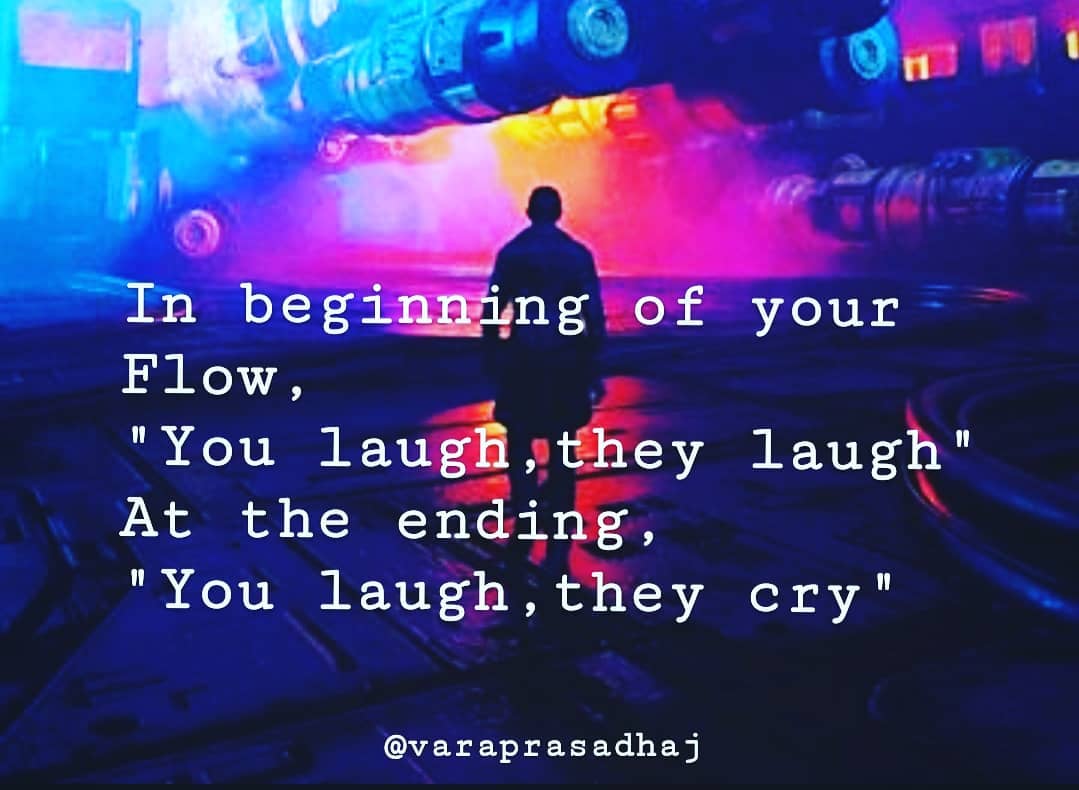 In beginning of your
Flow,
"You laugh,they laugh"
At the ending,
"You laugh,they cry"
@varaprasadhaj